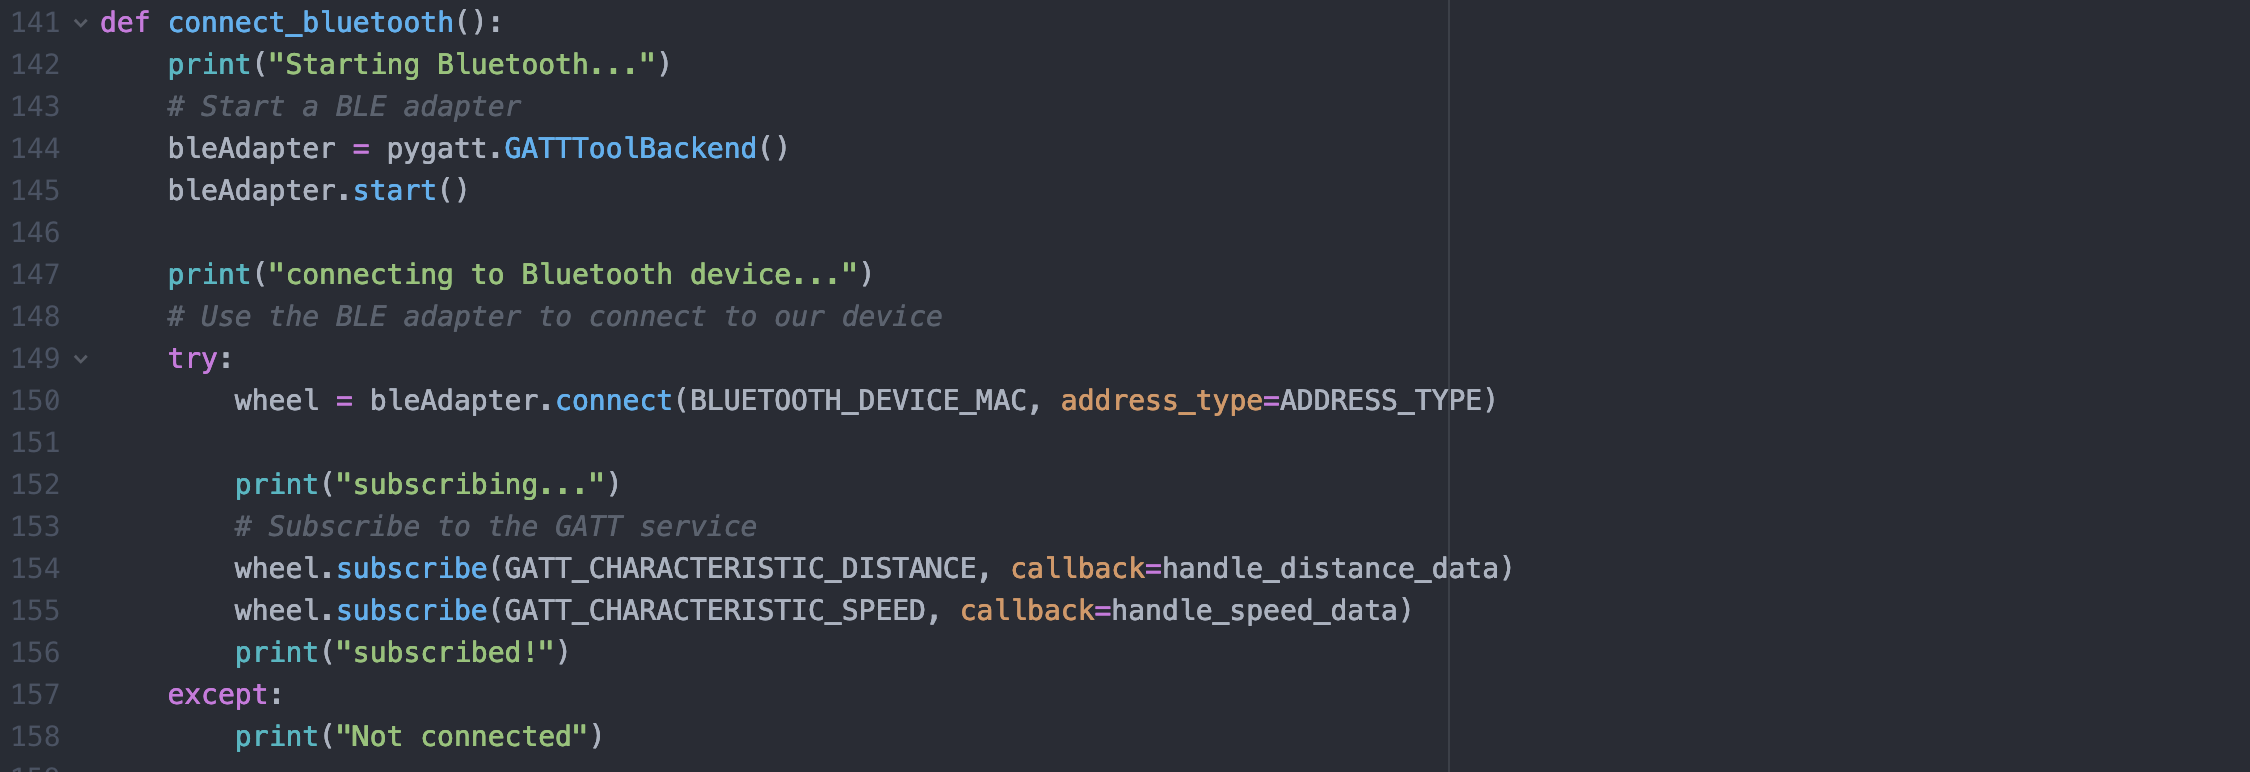 141 def connect_bluetooth():
142 print("Starting Bluetooth...")
143 # Start a BLE adapter
144 bleAdapter = pygatt.GATTToolBackend()
145 bleAdapter.start()
146
147 print("connecting to Bluetooth device...")
148 # Use the BLE adapter to connect to our device
149 try:
150 wheel = bleAdapter.connect(BLUETOOTH_DEVICE_MAC, address_type=ADDRESS_TYPE)
151
152 print("subscribing...")
153 # Subscribe to the GATT service
154 wheel.subscribe(GATT_CHARACTERISTIC_DISTANCE, callback=handle_distance_data)
155 wheel.subscribe(GATT_CHARACTERISTIC_SPEED, callback=handle_speed_data)
156 print("subscribed!")
157 except:
158 print("Not connected")